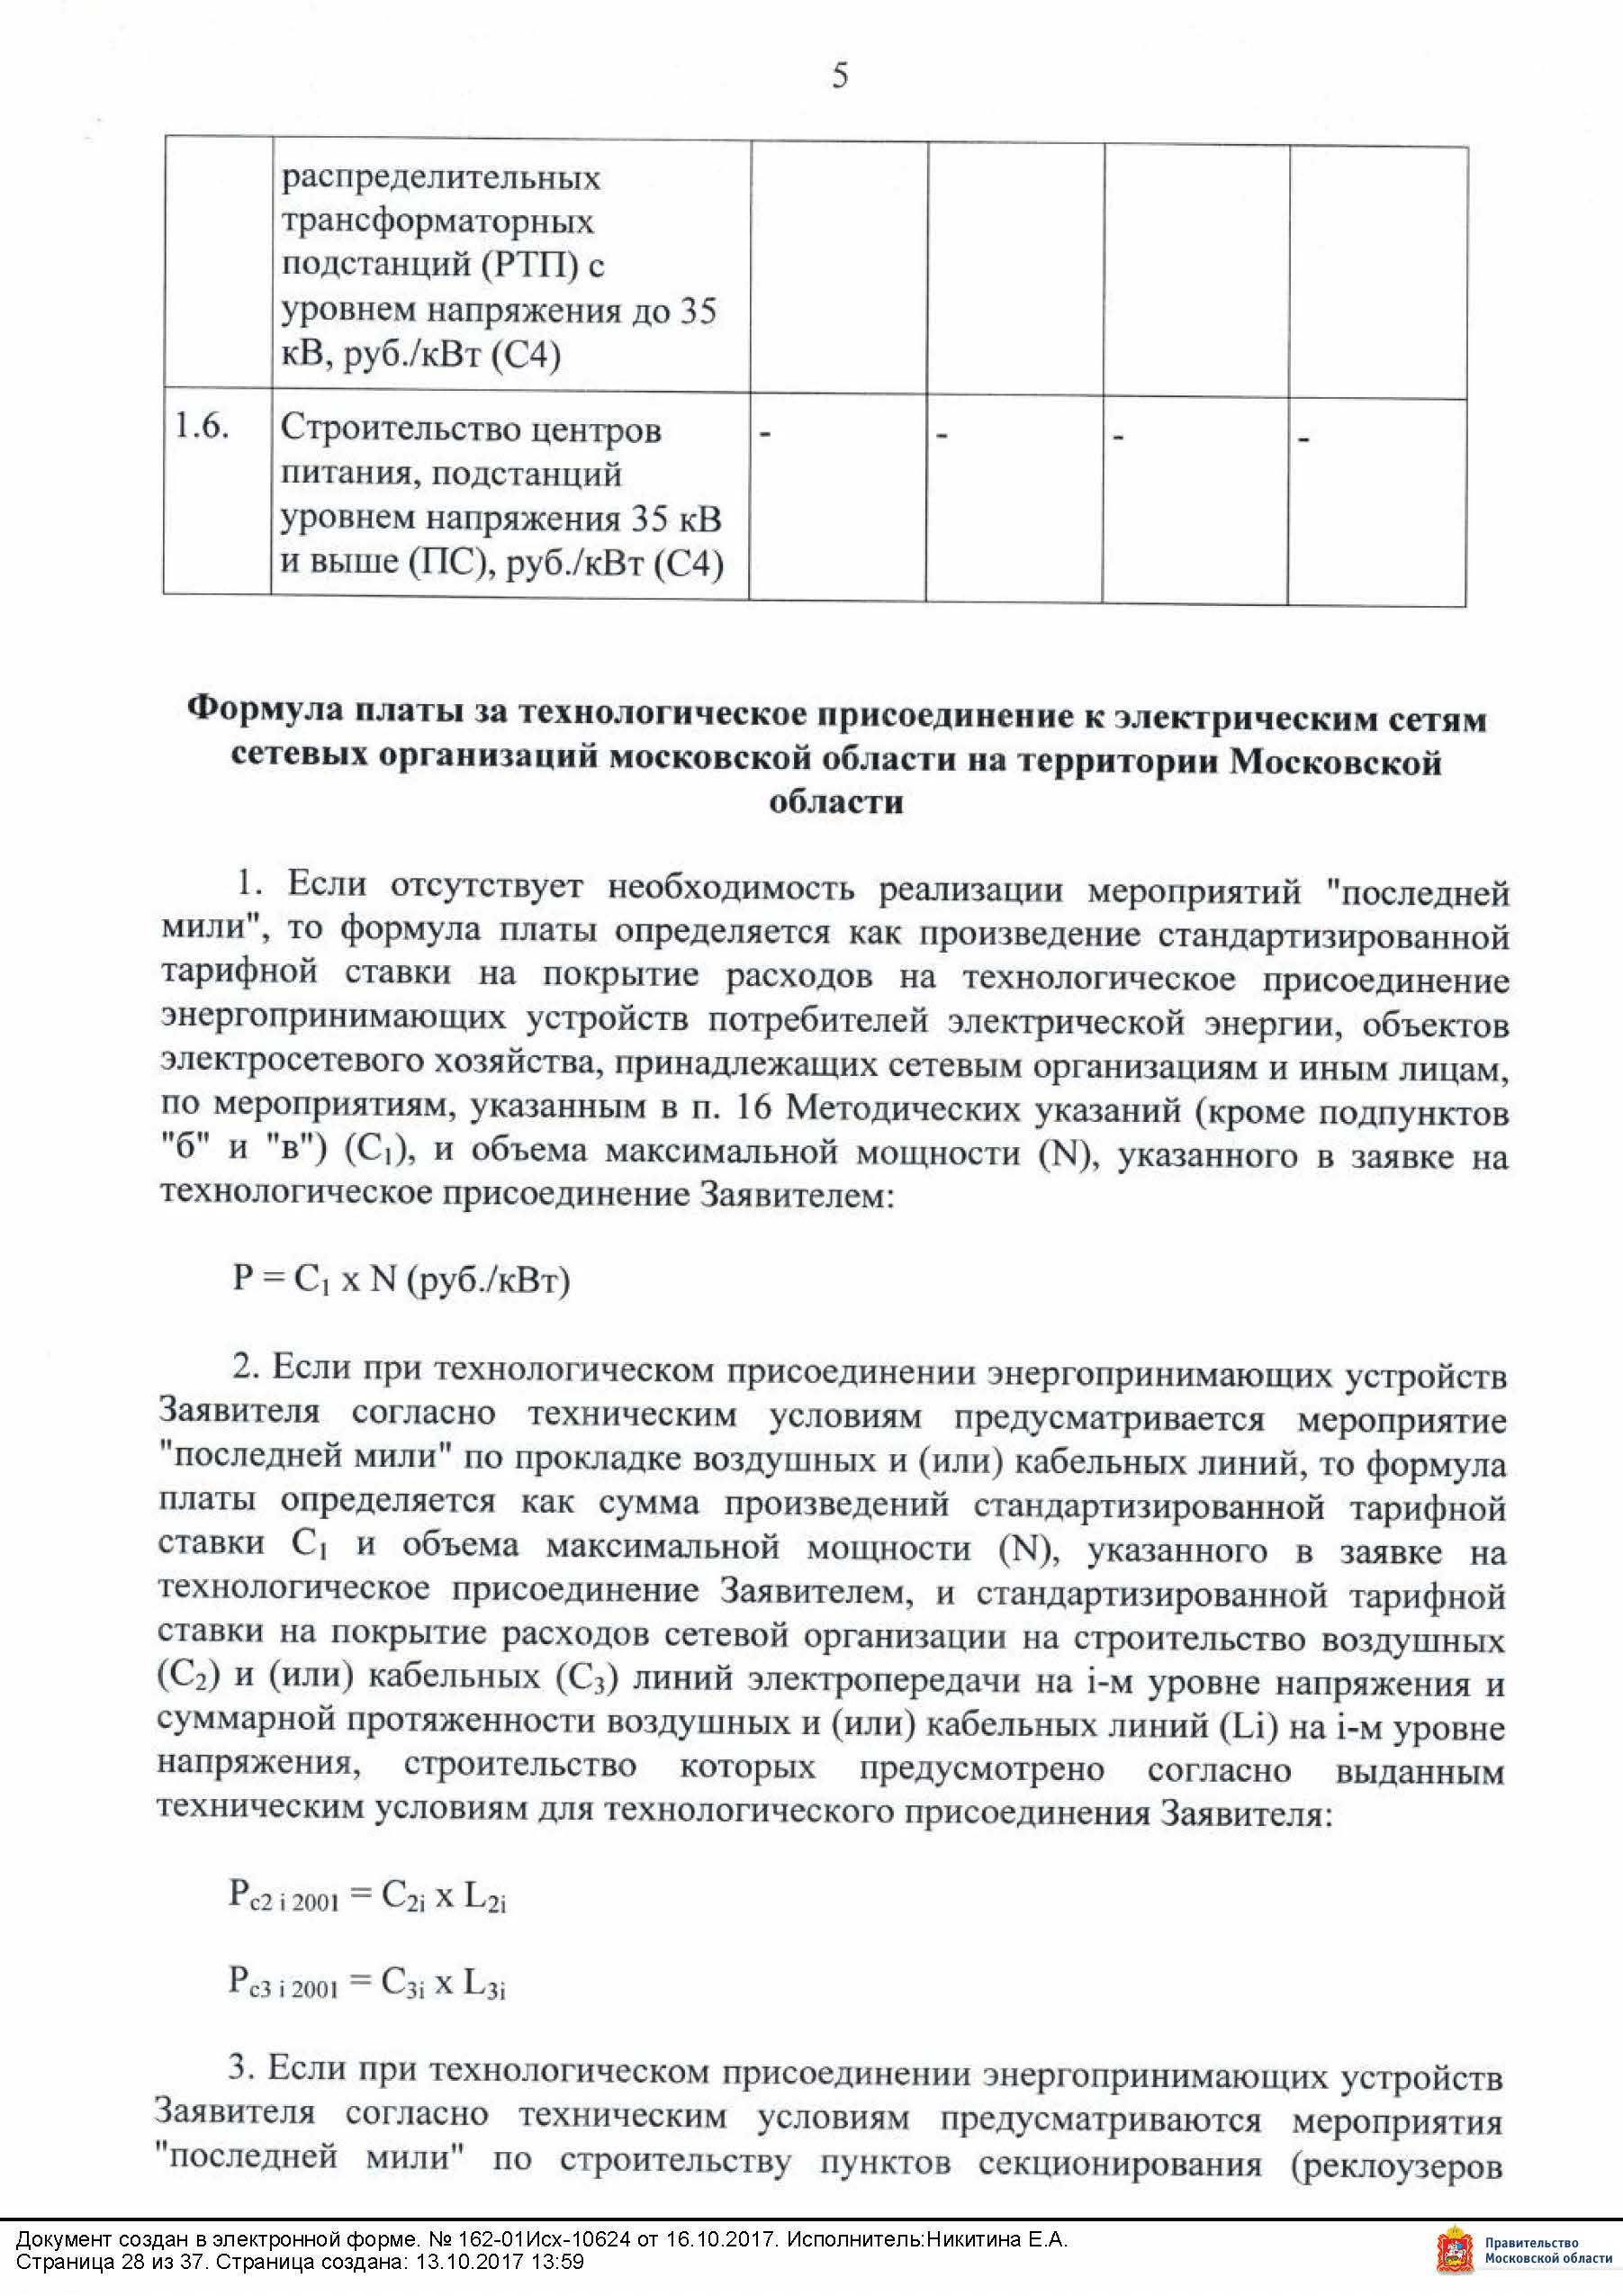 5
распределительных
трансформаторных
подстанций (РТП) с
уровнем напряжения до 35
кВ, руб./кВт (С4)
1.6. Строительство центров - - - -
питания, подстанций
уровнем напряжения 35 кВ
и выше (ПС), руб./кВт (С4)
Формула платы за технологическое присоединение к электрическим сетям
сетевых организаций московской области на территории Московской
области
1. Если отсутствует необходимость реализации мероприятий "последней
мили", то формула платы определяется как произведение стандартизированной
тарифной ставки на покрытие расходов на технологическое присоединение
энергопринимающих устройств потребителей электрической энергии, объектов
электросетевого хозяйства, принадлежащих сетевым организациям и иным лицам,
по мероприятиям, указанным в п. 16 Методических указаний (кроме подпунктов
"б" и "в") (С₁), и объема максимальной мощности (N), указанного в заявке на
технологическое присоединение Заявителем:
Р = С₁ x N (руб./кВт)
2. Если при технологическом присоединении энергопринимающих устройств
Заявителя согласно техническим условиям предусматривается мероприятие
"последней мили" по прокладке воздушных и (или) кабельных линий, то формула
платы определяется как сумма произведений стандартизированной тарифной
ставки С₁ и объема максимальной мощности (N), указанного в заявке на
технологическое присоединение Заявителем, и стандартизированной тарифной
ставки на покрытие расходов сетевой организации на строительство воздушных
(С₂) и (или) кабельных (С₃) линий электропередачи на i-м уровне напряжения и
суммарной протяженности воздушных и (или) кабельных линий (Li) на i-м уровне
напряжения, строительство которых предусмотрено согласно выданным
техническим условиям для технологического присоединения Заявителя:
Рс2 i 2001 = С2i x L2i
Рс3 i 2001 = С3i x L3i
3. Если при технологическом присоединении энергопринимающих устройств
Заявителя согласно техническим условиям предусматриваются мероприятия
"последней мили" по строительству пунктов секционирования (реклоузеров
Документ создан в электронной форме. № 162-01Исх-10624 от 16.10.2017. Исполнитель:Никитина Е.А.
Страница 28 из 37. Страница создана: 13.10.2017 13:59
Правительство
Московской области